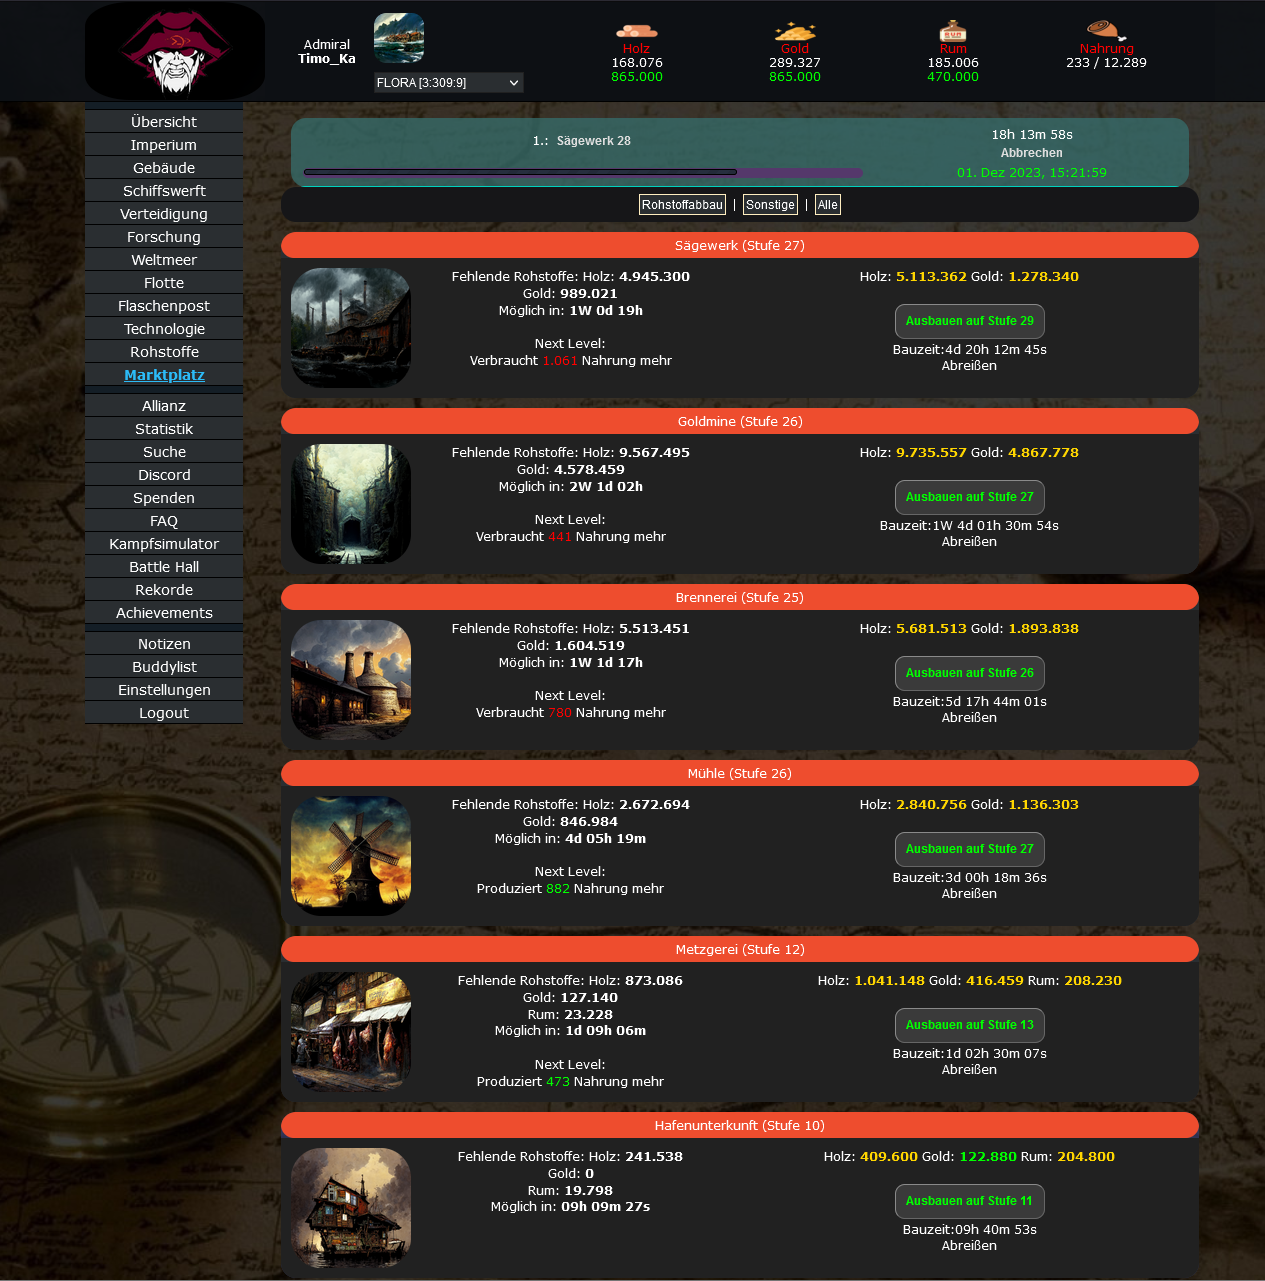 Admiral
Timo_Ka
FLORA [3:309:9]
Holz
168.076
865.000
Gold
289.327
865.000
Rum
185.006
470.000
Nahrung
233 / 12.289
Übersicht
Imperium
Gebäude
Schiffswerft
Verteidigung
Forschung
Weltmeer
Flotte
Flaschenpost
Technologie
Rohstoffe
Marktplatz
Allianz
Statistik
Suche
Discord
Spenden
FAQ
Kampfsimulator
Battle Hall
Rekorde
Achievements
Notizen
Buddylist
Einstellungen
Logout
1.: Sägewerk 28
18h 13m 58s
Abbrechen
01. Dez 2023, 15:21:59
Rohstoffabbau | Sonstige | Alle
Sägewerk (Stufe 27)
Fehlende Rohstoffe: Holz: 4.945.300
Gold: 989.021
Möglich in: 1W 0d 19h
Next Level:
Verbraucht 1.061 Nahrung mehr
Holz: 5.113.362 Gold: 1.278.340
Ausbauen auf Stufe 29
Bauzeit:4d 20h 12m 45s
Abreißen
Goldmine (Stufe 26)
Fehlende Rohstoffe: Holz: 9.567.495
Gold: 4.578.459
Möglich in: 2W 1d 02h
Next Level:
Verbraucht 441 Nahrung mehr
Holz: 9.735.557 Gold: 4.867.778
Ausbauen auf Stufe 27
Bauzeit:1W 4d 01h 30m 54s
Abreißen
Brennerei (Stufe 25)
Fehlende Rohstoffe: Holz: 5.513.451
Gold: 1.604.519
Möglich in: 1W 1d 17h
Next Level:
Verbraucht 780 Nahrung mehr
Holz: 5.681.513 Gold: 1.893.838
Ausbauen auf Stufe 26
Bauzeit:5d 17h 44m 01s
Abreißen
Mühle (Stufe 26)
Fehlende Rohstoffe: Holz: 2.672.694
Gold: 846.984
Möglich in: 4d 05h 19m
Next Level:
Produziert 882 Nahrung mehr
Holz: 2.840.756 Gold: 1.136.303
Ausbauen auf Stufe 27
Bauzeit:3d 00h 18m 36s
Abreißen
Metzgerei (Stufe 12)
Fehlende Rohstoffe: Holz: 873.086
Gold: 127.140
Rum: 23.228
Möglich in: 1d 09h 06m
Next Level:
Produziert 473 Nahrung mehr
Holz: 1.041.148 Gold: 416.459 Rum: 208.230
Ausbauen auf Stufe 13
Bauzeit:1d 02h 30m 07s
Abreißen
Hafenunterkunft (Stufe 10)
Fehlende Rohstoffe: Holz: 241.538
Gold: 0
Rum: 19.798
Möglich in: 09h 09m 27s
Holz: 409.600 Gold: 122.880 Rum: 204.800
Ausbauen auf Stufe 11
Bauzeit:09h 40m 53s
Abreißen